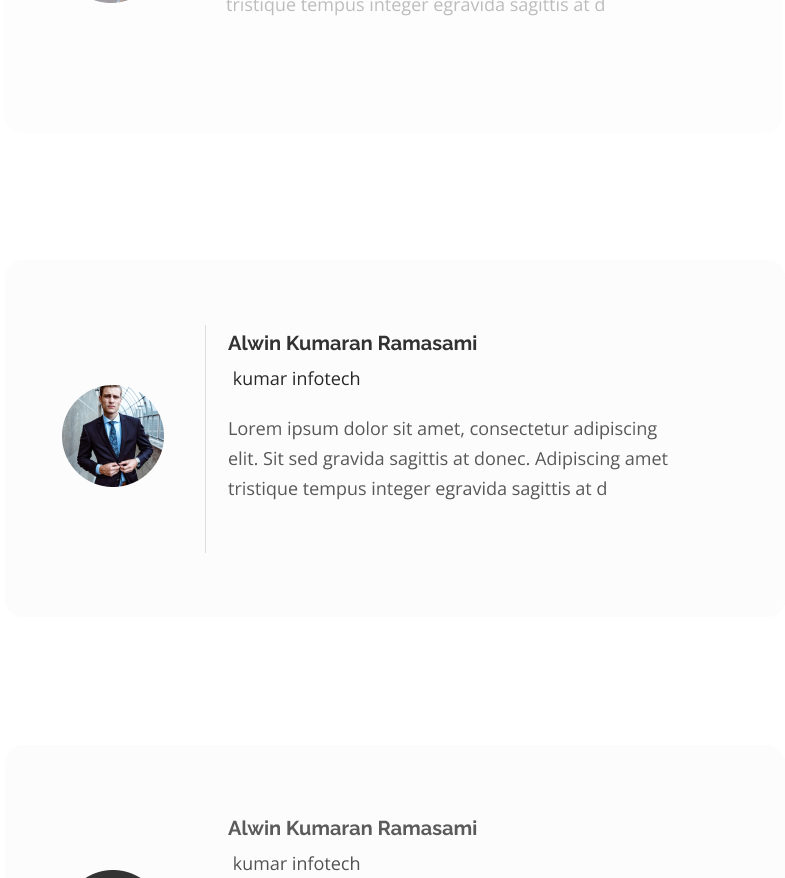 tristique tempus integer egravida sagittis at d
Alwin Kumaran Ramasami
kumar infotech
Lorem ipsum dolor sit amet, consectetur adipiscing
elit. Sit sed gravida sagittis at donec. Adipiscing amet
tristique tempus integer egravida sagittis at d
Alwin Kumaran Ramasami
kumar infotech